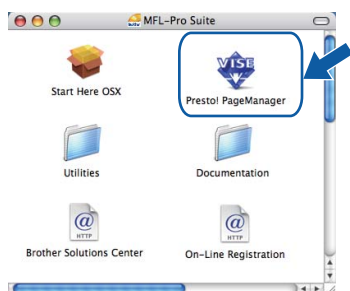 MFL-Pro Suite
VISE
Start Here OSX
Presto! PageManager
Utilities
Documentation
@
HTTP
@
HTTP
Brother Solutions Center
On-Line Registration